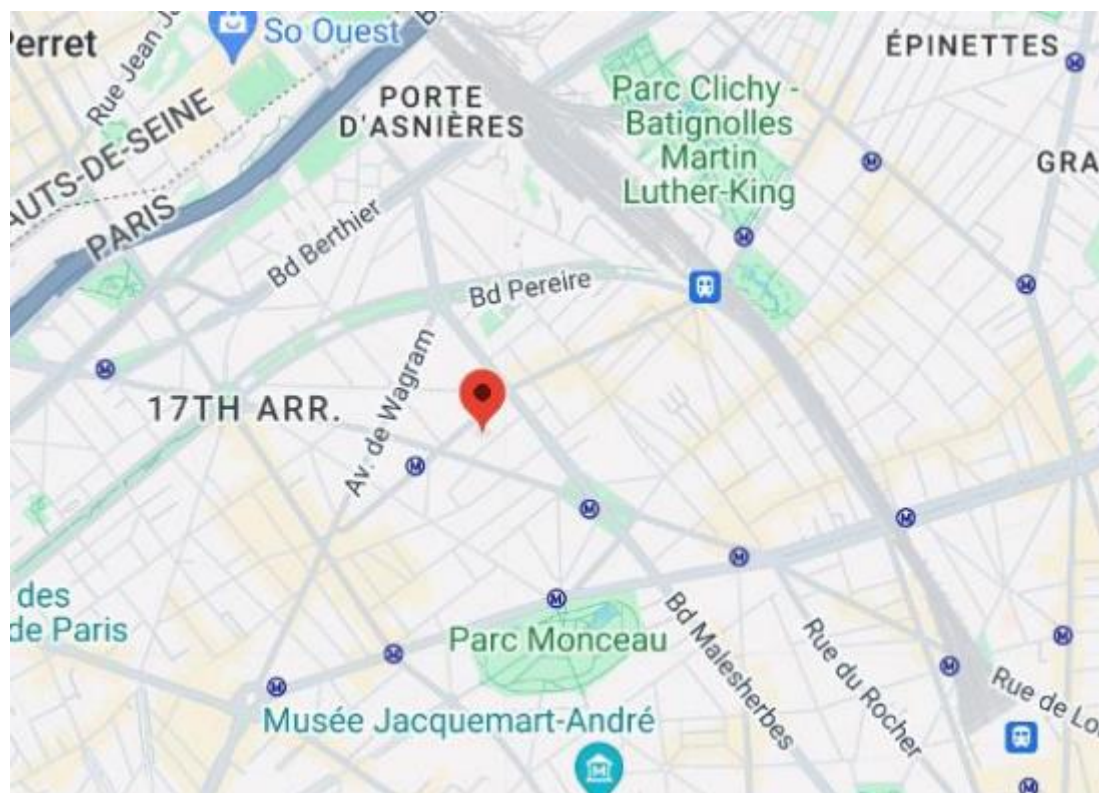 Perret
Rue Jean J
So Ouest
B
ÉPINETTES
PORTE
D'ASNIÈRES
Parc Clichy -
Batignolles
Martin
Luther-King
GRA
AUTS-DE-SEINE
PARIS
Bd Berthier
Bd Pereire
17TH ARR.
Av. de Wagram
des
de Paris
Parc Monceau
Bd Malesherbes
Rue du Rocher
Rue de Lo
Musée Jacquemart-André